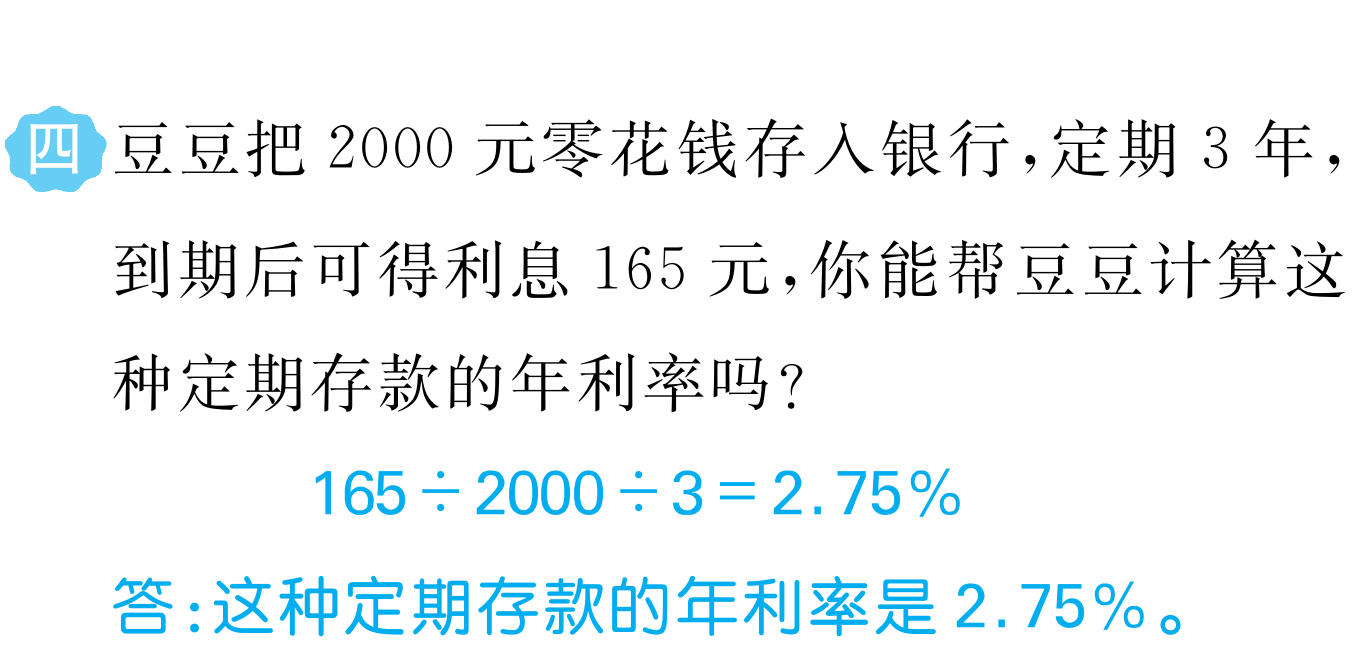 四 豆豆把 2000 元零花钱存入银行,定期 3 年,
到期后可得利息 165 元,你能帮豆豆计算这
种定期存款的年利率吗?
165÷2000÷3=2.75%
答:这种定期存款的年利率是 2.75%。